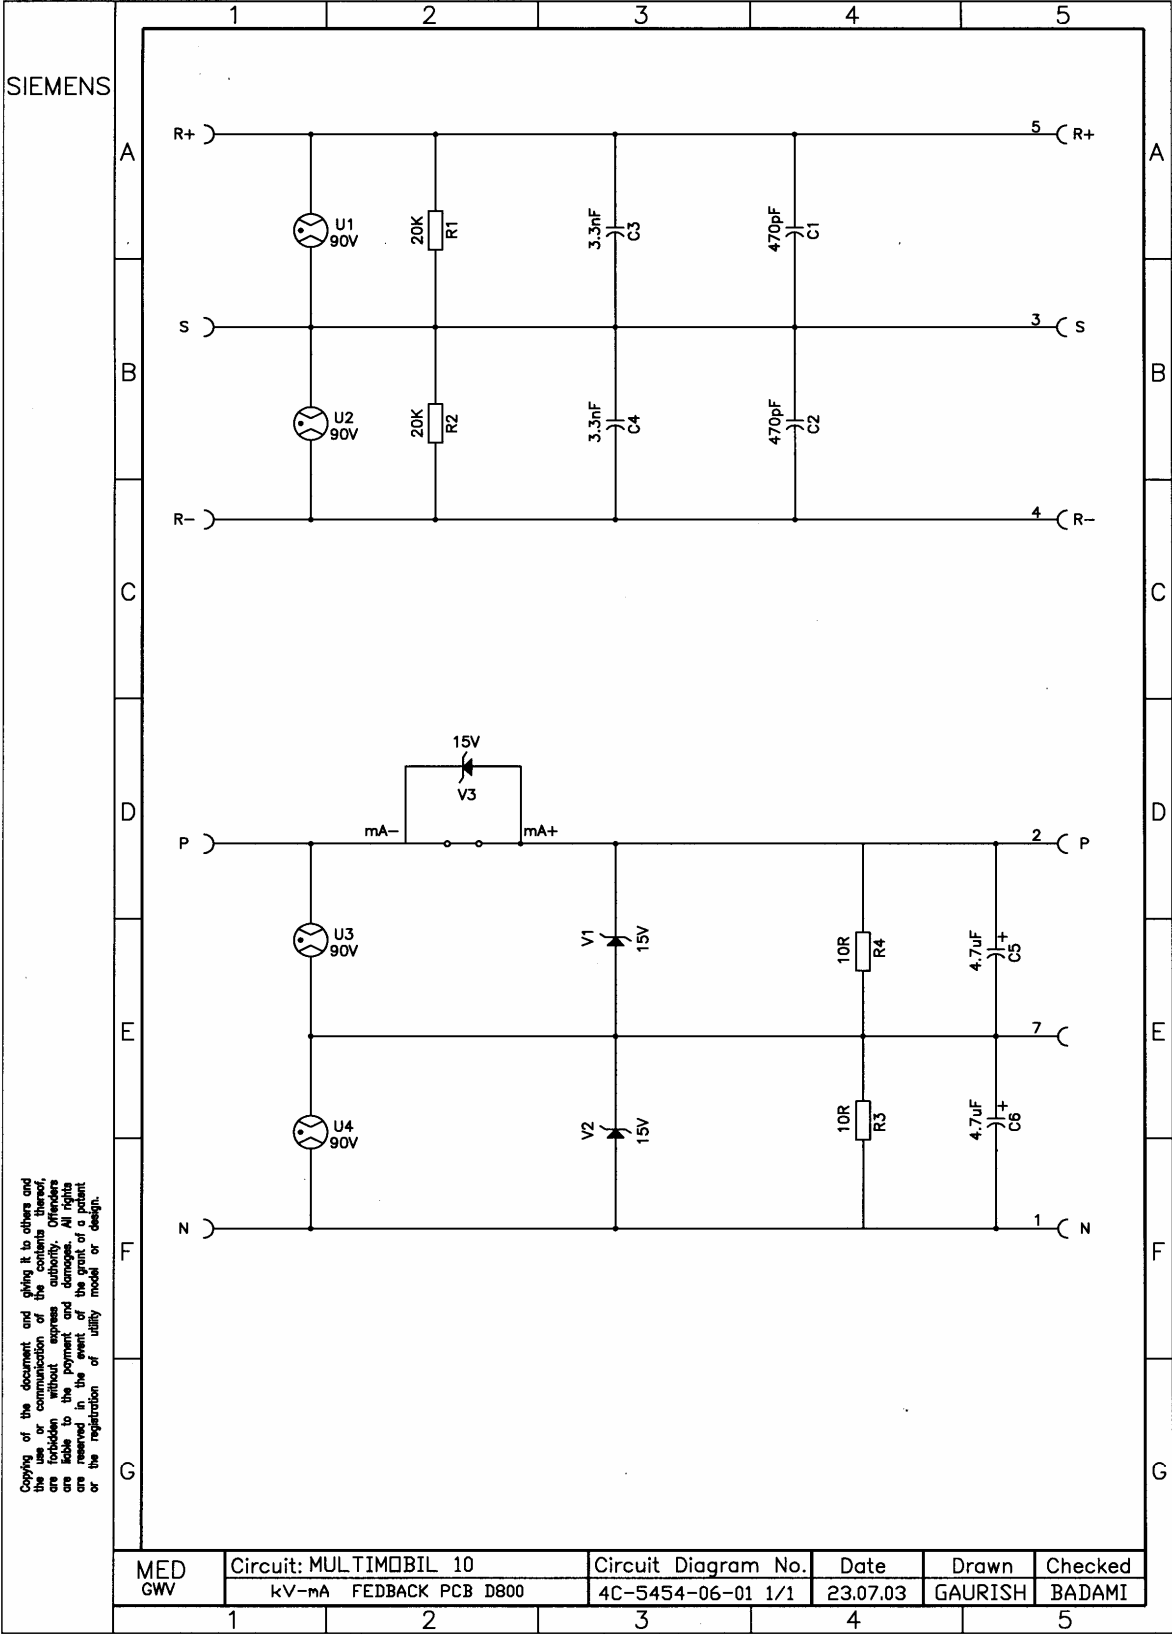 1 2 3 4 5
SIEMENS
A A
R+ 5 R+
U1
90V
20K
R1
3.3nF
C3
470pF
C1
S 3 S
B B
U2
90V
20K
R2
3.3nF
C4
470pF
C2
R- 4 R-
C C
15V
V3
D D
mA- mA+
P 2 P
U3
90V
V1
15V
10R
R4
4.7uF
+
C5
E E
7
U4
90V
V2
15V
10R
R3
4.7uF
+
C6
N 1 N
F F
Copying of the document and giving it to others and
the use or communication of the contents thereof,
are forbidden without express authority. Offenders
are liable to the payment and damages. All rights
are reserved in the event of the grant of a patent
or the registration of utility model or design.
G G
MED
GWV
Circuit: MULTIMOBIL 10
kV-mA FEDBACK PCB D800
Circuit Diagram No.
4C-5454-06-01 1/1
Date
23.07.03
Drawn
GAURISH
Checked
BADAMI
1 2 3 4 5